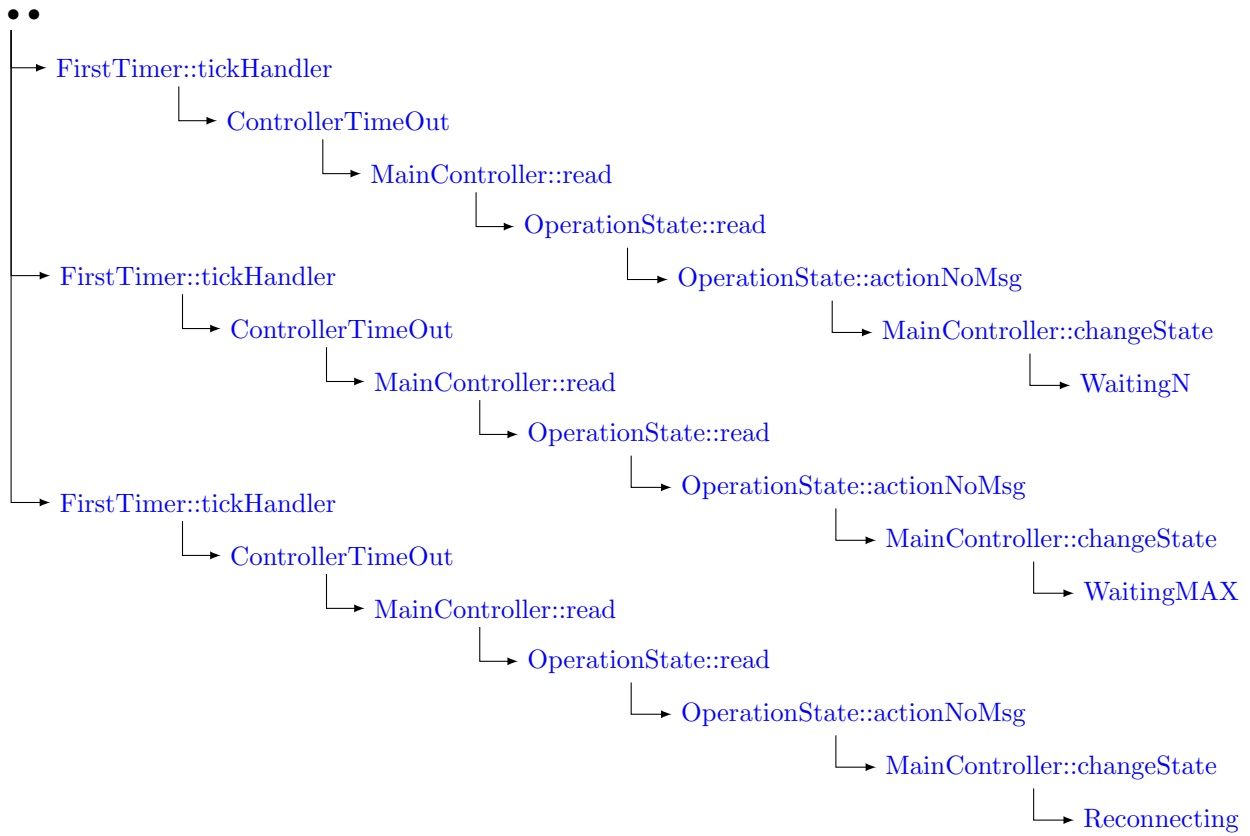 FirstTimer::tickHandler
ControllerTimeOut
MainController::read
OperationState::read
OperationState::actionNoMsg
MainController::changeState
WaitingN
FirstTimer::tickHandler
ControllerTimeOut
MainController::read
OperationState::read
OperationState::actionNoMsg
MainController::changeState
WaitingMAX
FirstTimer::tickHandler
ControllerTimeOut
MainController::read
OperationState::read
OperationState::actionNoMsg
MainController::changeState
Reconnecting